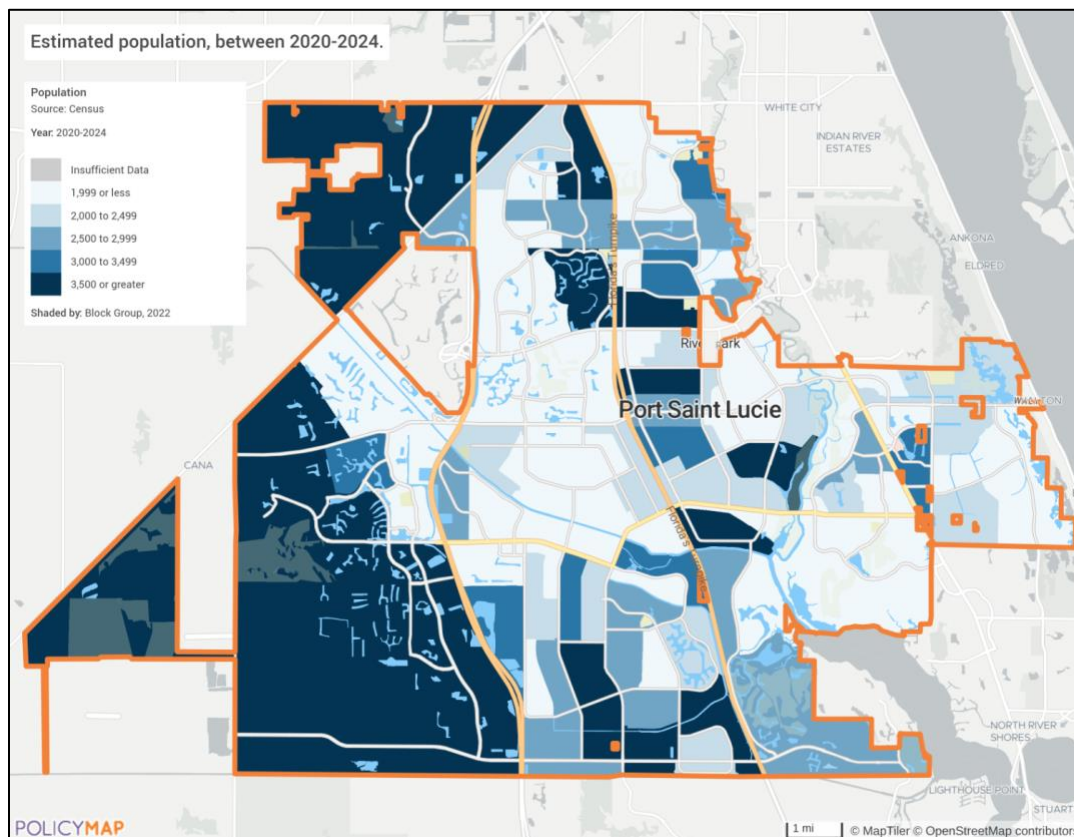 Estimated population, between 2020-2024.
Population
Source: Census
Year: 2020-2024
Insufficient Data
1,999 or less
2,000 to 2,499
2,500 to 2,999
3,000 to 3,499
3,500 or greater
Shaded by: Block Group, 2022
WHITE CITY
INDIAN RIVER
ESTATES
ANKONA
ELDRED
Florida's Turnpike
Port Saint Lucie
CANA
Florida's Turnpike
NORTH RIVER
SHORES
LIGHTHOUSE POINT
STUART
POLICYMAP
1 mi
© MapTiler © OpenStreetMap contributor